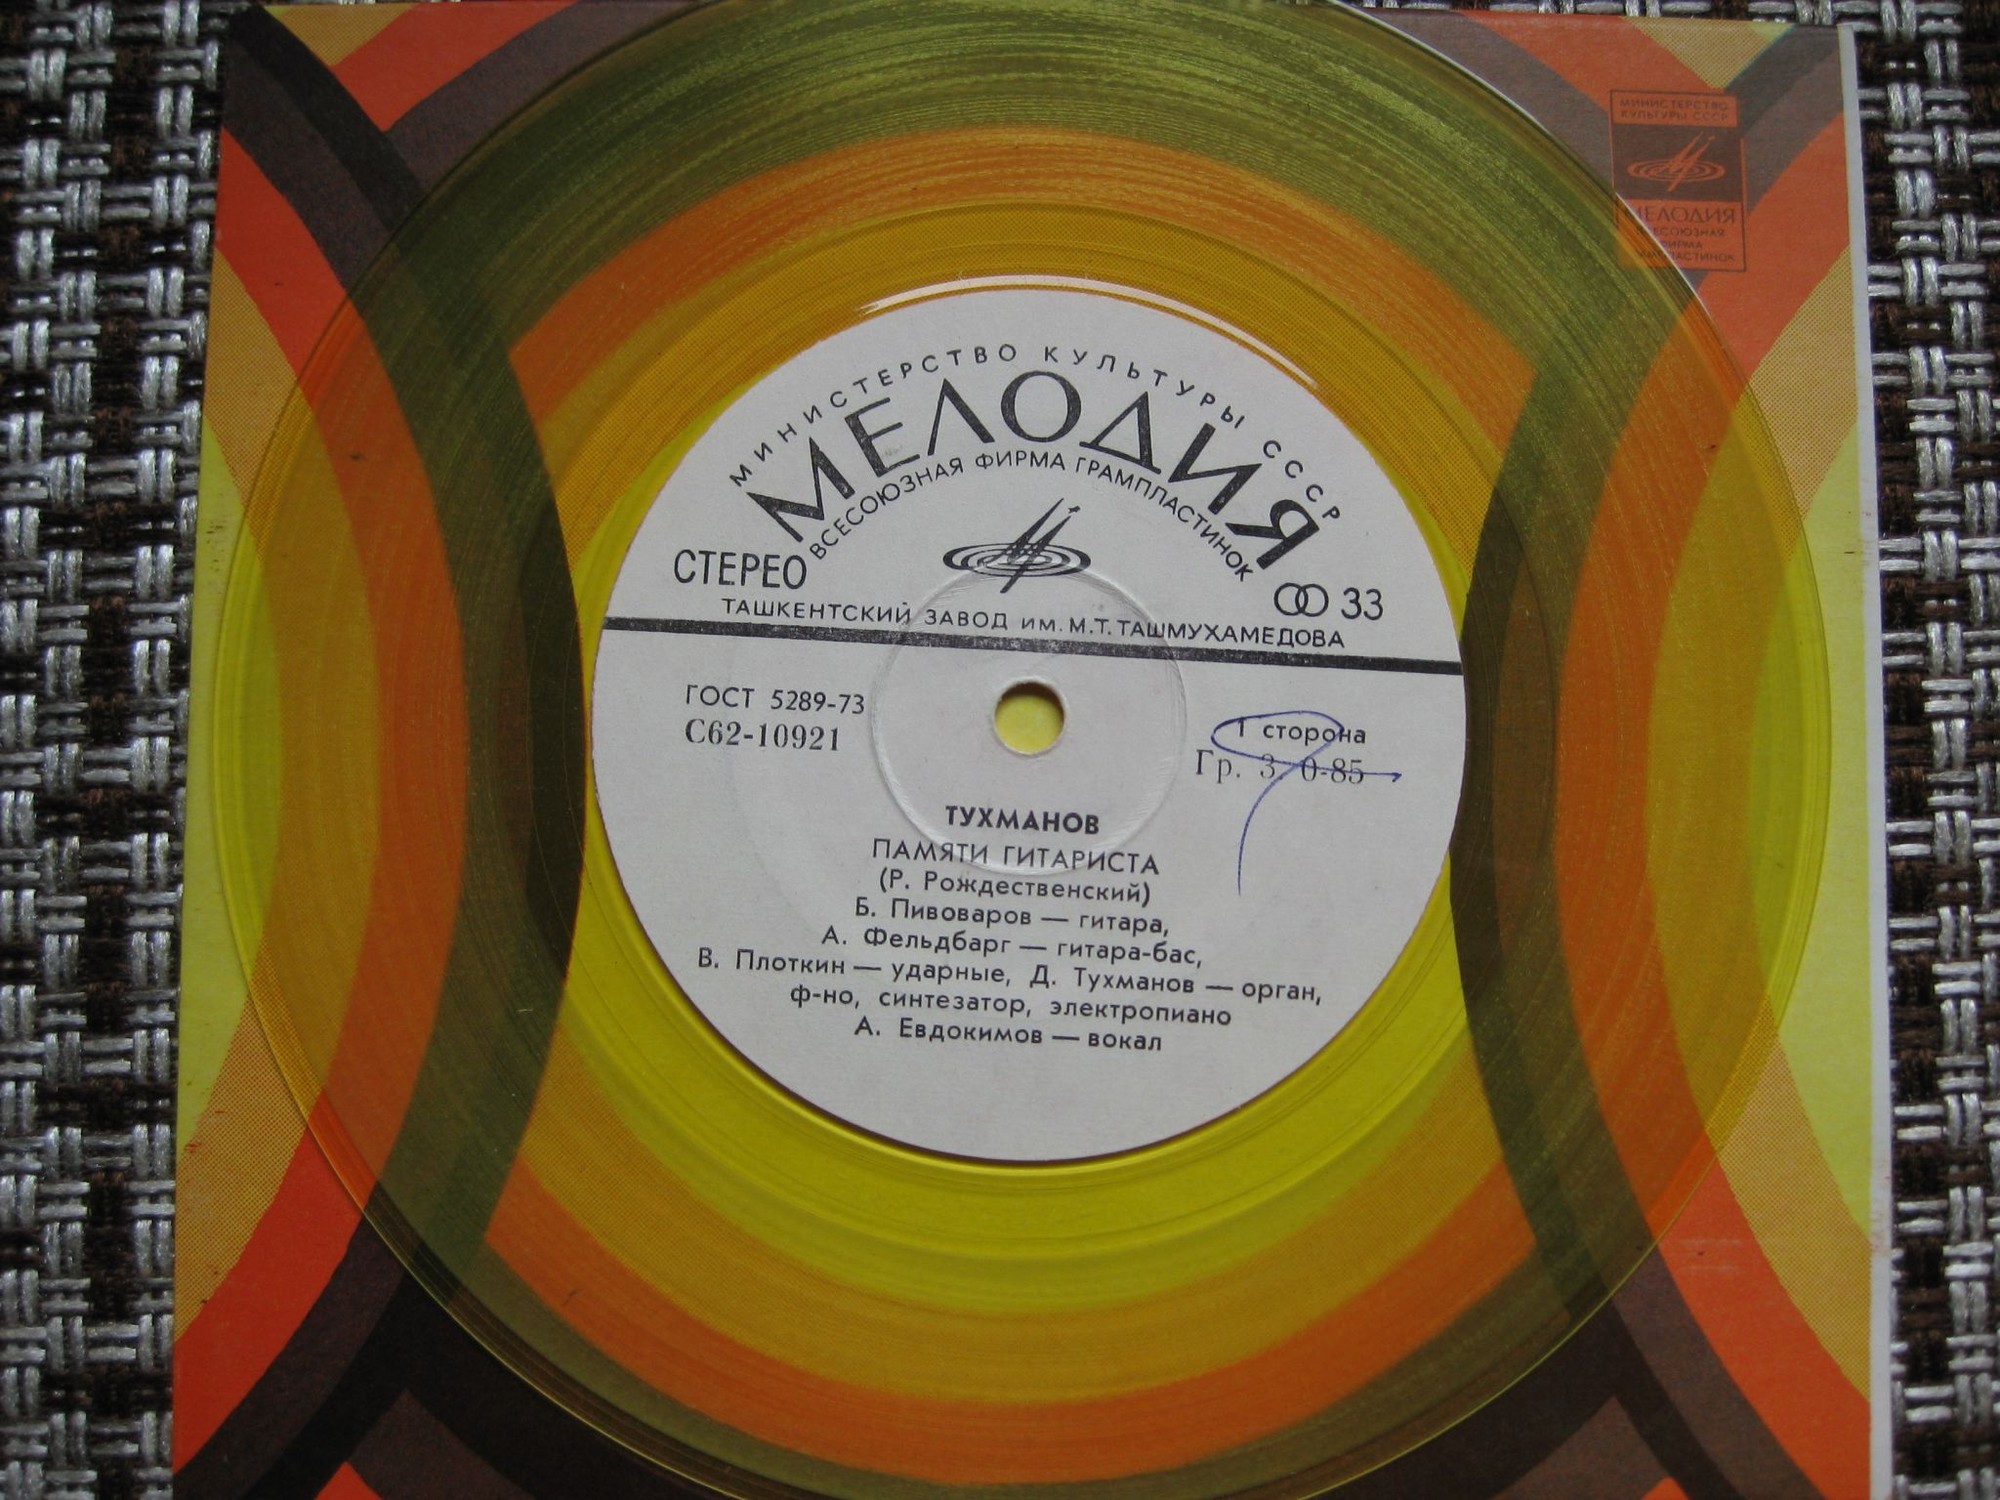 МИНИСТЕРСТВО
КУЛЬТУРЫ СССР
МЕЛОДИЯ
ВСЕСОЮЗНАЯ
ФИРМА
МИНИСТЕРСТВО КУЛЬТУРЫ СССР
МЕЛОДИЯ
ВСЕСОЮЗНАЯ ФИРМА ГРАМПЛАСТИНОК
СТЕРЕО
33
ТАШКЕНТСКИЙ ЗАВОД ИМ. М.Т. ТАШМУХАМЕДОВА
ГОСТ 5289-73
С62-10921
1 сторона
Гр. 3 0-85
ТУХМАНОВ
ПАМЯТИ ГИТАРИСТА
(Р. Рождественский)
Б. Пивоваров — гитара,
А. Фельдбарг — гитара-бас,
В. Плоткин — ударные, Д. Тухманов — орган,
ф-но, синтезатор, электропиано
А. Евдокимов — вокал